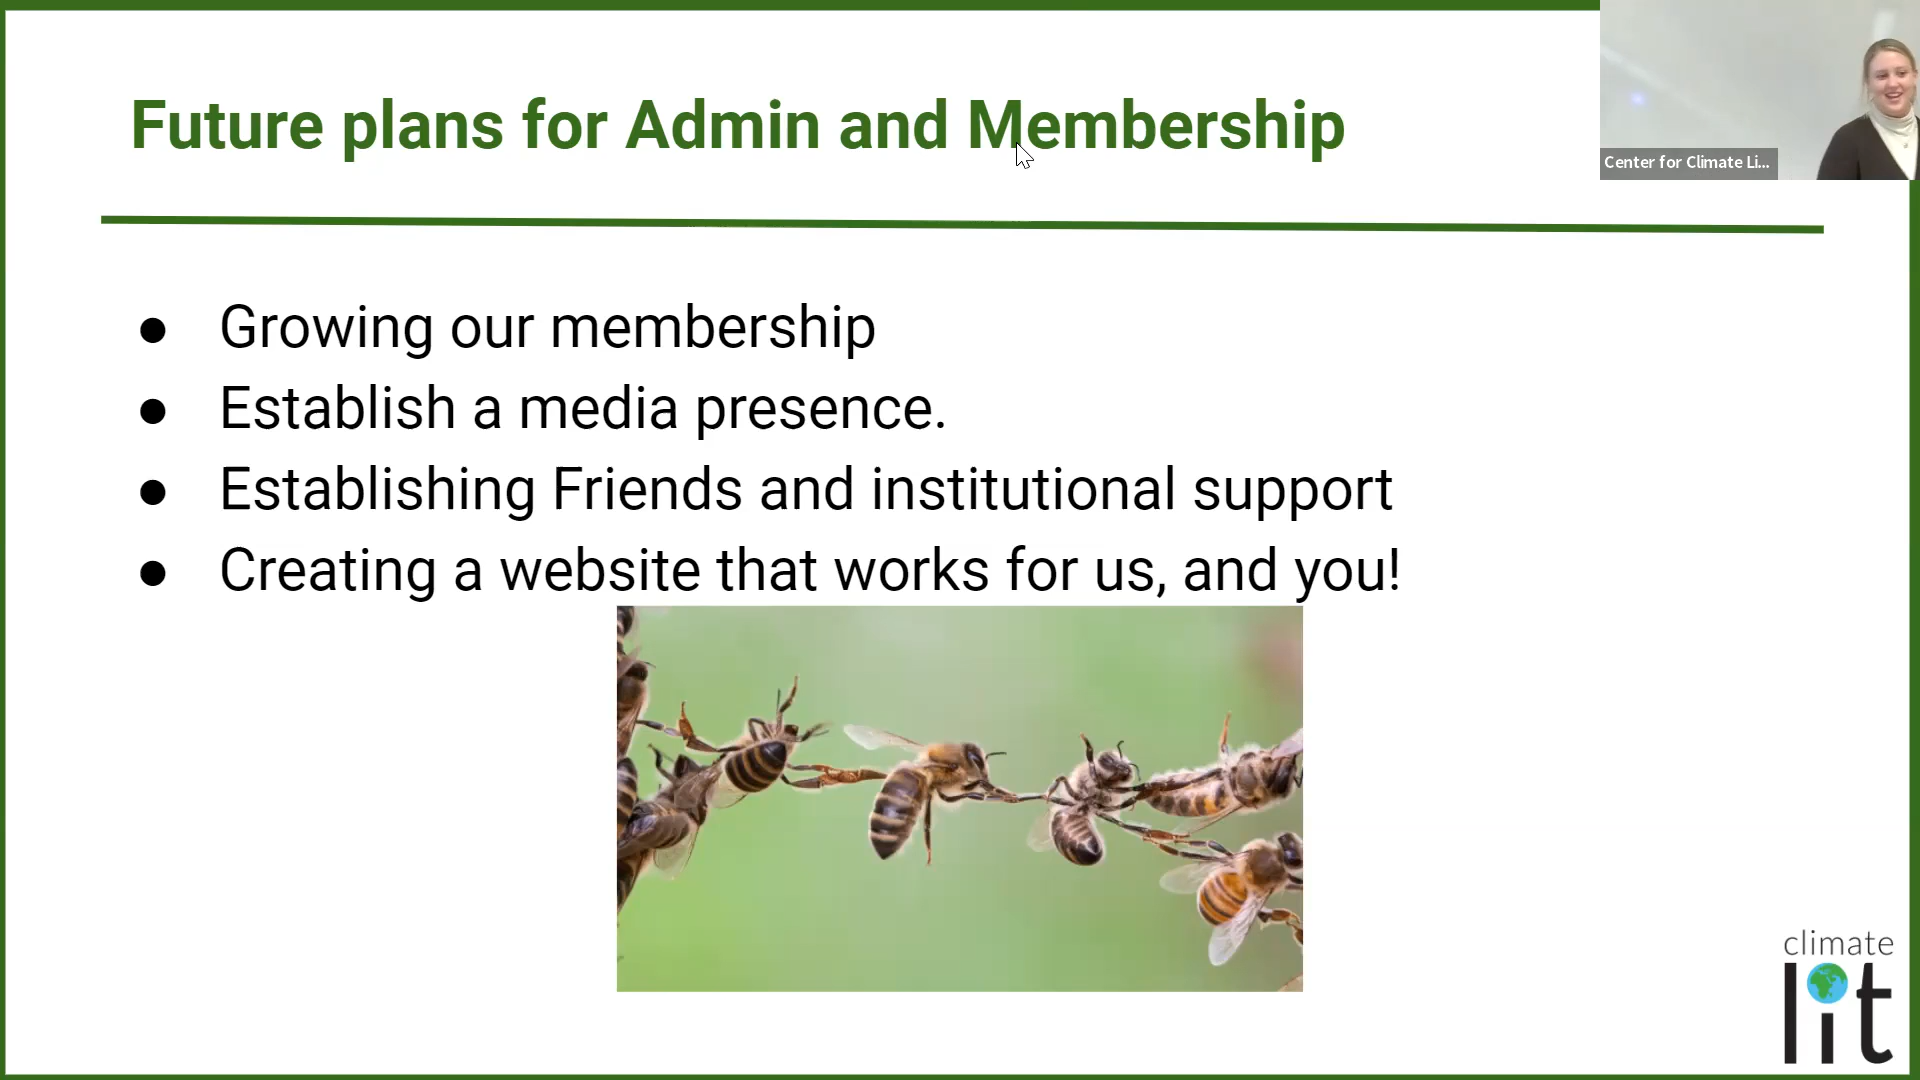 Future plans for Admin and Membership
Center for Climate Li...
● Growing our membership
● Establish a media presence.
● Establishing Friends and institutional support
● Creating a website that works for us, and you!
climate
lit